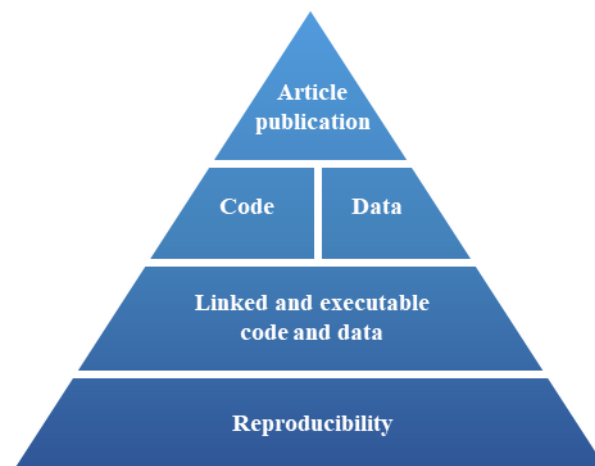 Article
publication
Code
Data
Linked and executable
code and data
Reproducibility